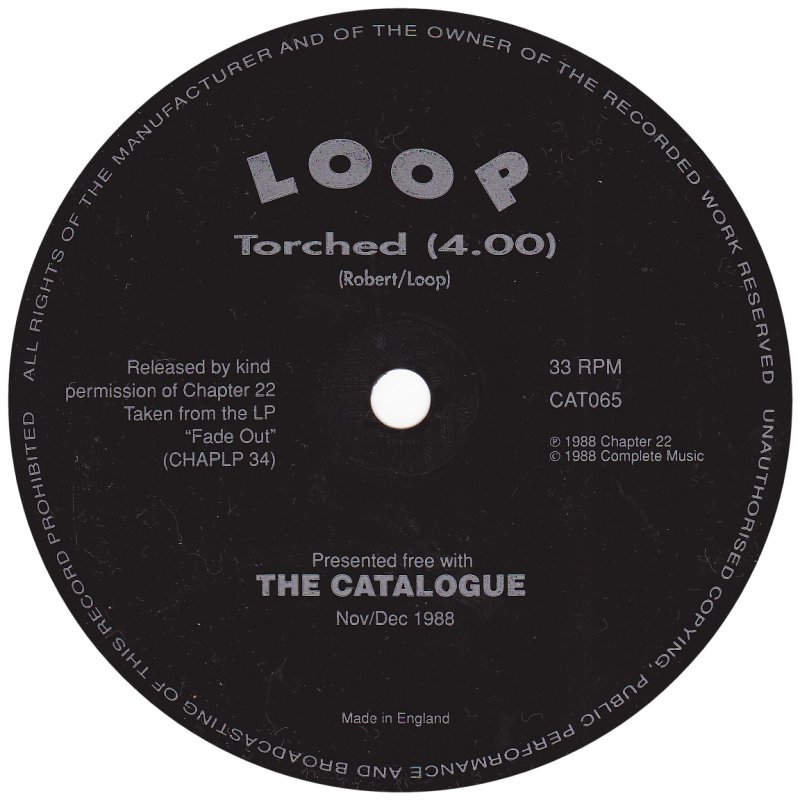 ALL RIGHTS OF THE MANUFACTURER AND OF THE OWNER OF THE RECORDED WORK RESERVED
UNAUTHORISED COPYING, PUBLIC PERFORMANCE AND BROADCASTING OF THIS RECORD PROHIBITED
LOOP
Torched (4.00)
(Robert/Loop)
Released by kind
permission of Chapter 22
Taken from the LP
“Fade Out”
(CHAPLP 34)
33 RPM
CAT065
℗ 1988 Chapter 22
© 1988 Complete Music
Presented free with
THE CATALOGUE
Nov/Dec 1988
Made in England